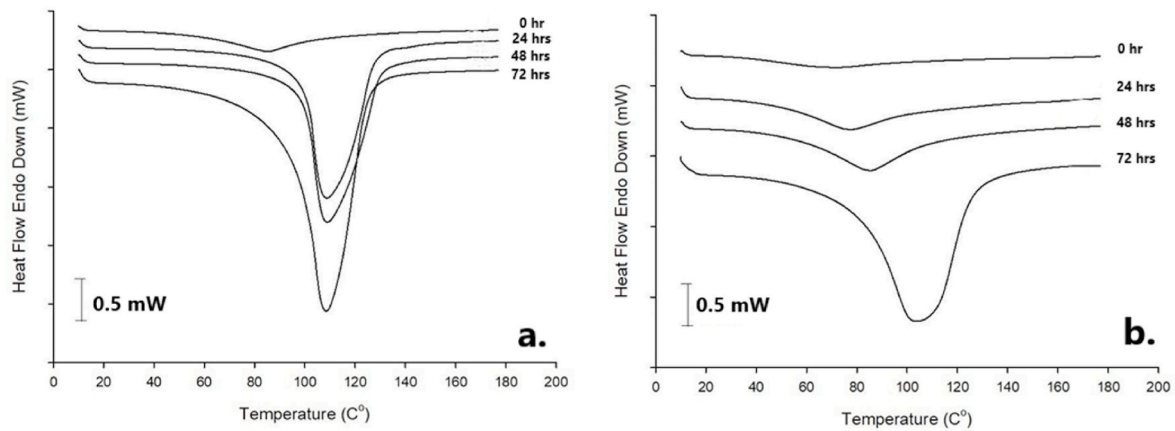 0 hr
24 hrs
48 hrs
72 hrs
Heat Flow Endo Down (mW)
0.5 mW
a.
0 20 40 60 80 100 120 140 160 180 200
Temperature (Cº)
0 hr
24 hrs
48 hrs
72 hrs
Heat Flow Endo Down (mW)
0.5 mW
b.
0 20 40 60 80 100 120 140 160 180 200
Temperature (Cº)